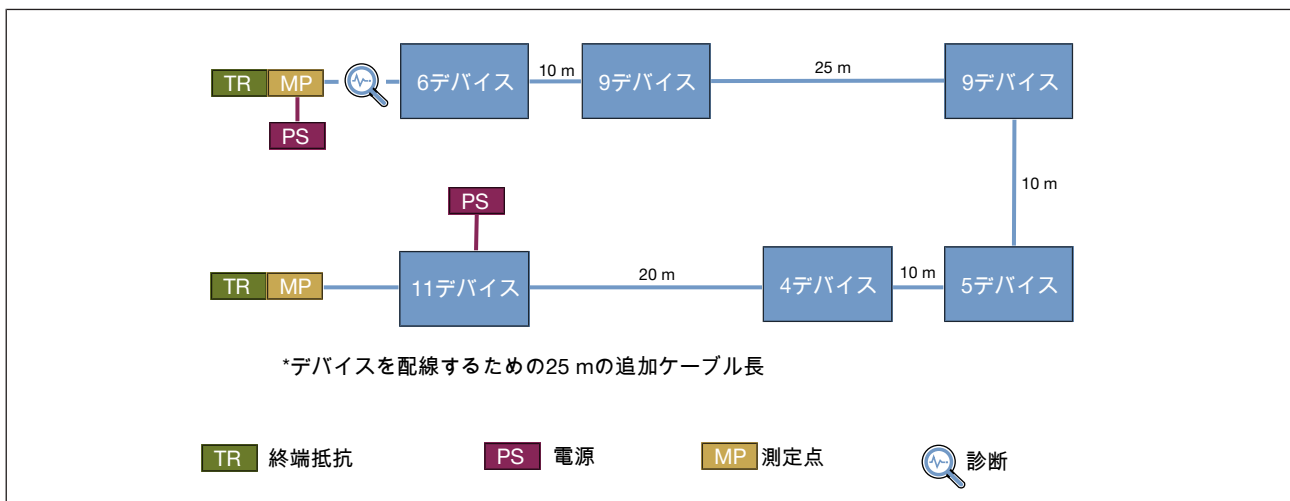 TR MP 6デバイス 10 m 9デバイス 25 m 9デバイス
PS
10 m
PS
TR MP 11デバイス 20 m 4デバイス 10 m 5デバイス
*デバイスを配線するための25 mの追加ケーブル長
TR 終端抵抗 PS 電源 MP 測定点 診断